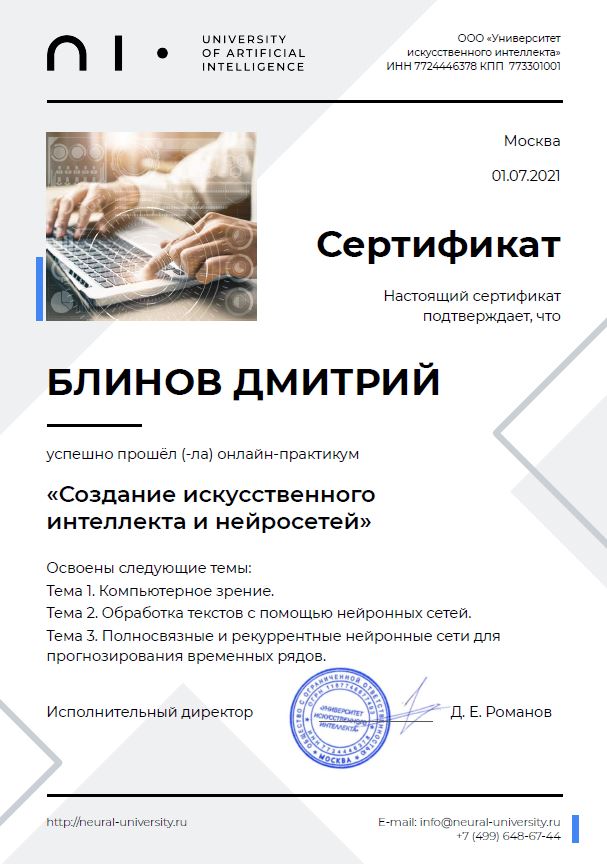 UNIVERSITY
OF ARTIFICIAL
INTELLIGENCE
ООО «Университет
искусственного интеллекта»
ИНН 7724446378 КПП 773301001
Москва
01.07.2021
Сертификат
Настоящий сертификат
подтверждает, что
БЛИНОВ ДМИТРИЙ
успешно прошёл (-ла) онлайн-практикум
«Создание искусственного
интеллекта и нейросетей»
Освоены следующие темы:
Тема 1. Компьютерное зрение.
Тема 2. Обработка текстов с помощью нейронных сетей.
Тема 3. Полносвязные и рекуррентные нейронные сети для
прогнозирования временных рядов.
Исполнительный директор
ОБЩЕСТВО С ОГРАНИЧЕННОЙ ОТВЕТСТВЕННОСТЬЮ
«УНИВЕРСИТЕТ
ИСКУССТВЕННОГО
ИНТЕЛЛЕКТА»
ИНН 7724446378
МОСКВА
Д. Е. Романов
http://neural-university.ru
E-mail: info@neural-university.ru
+7 (499) 648-67-44